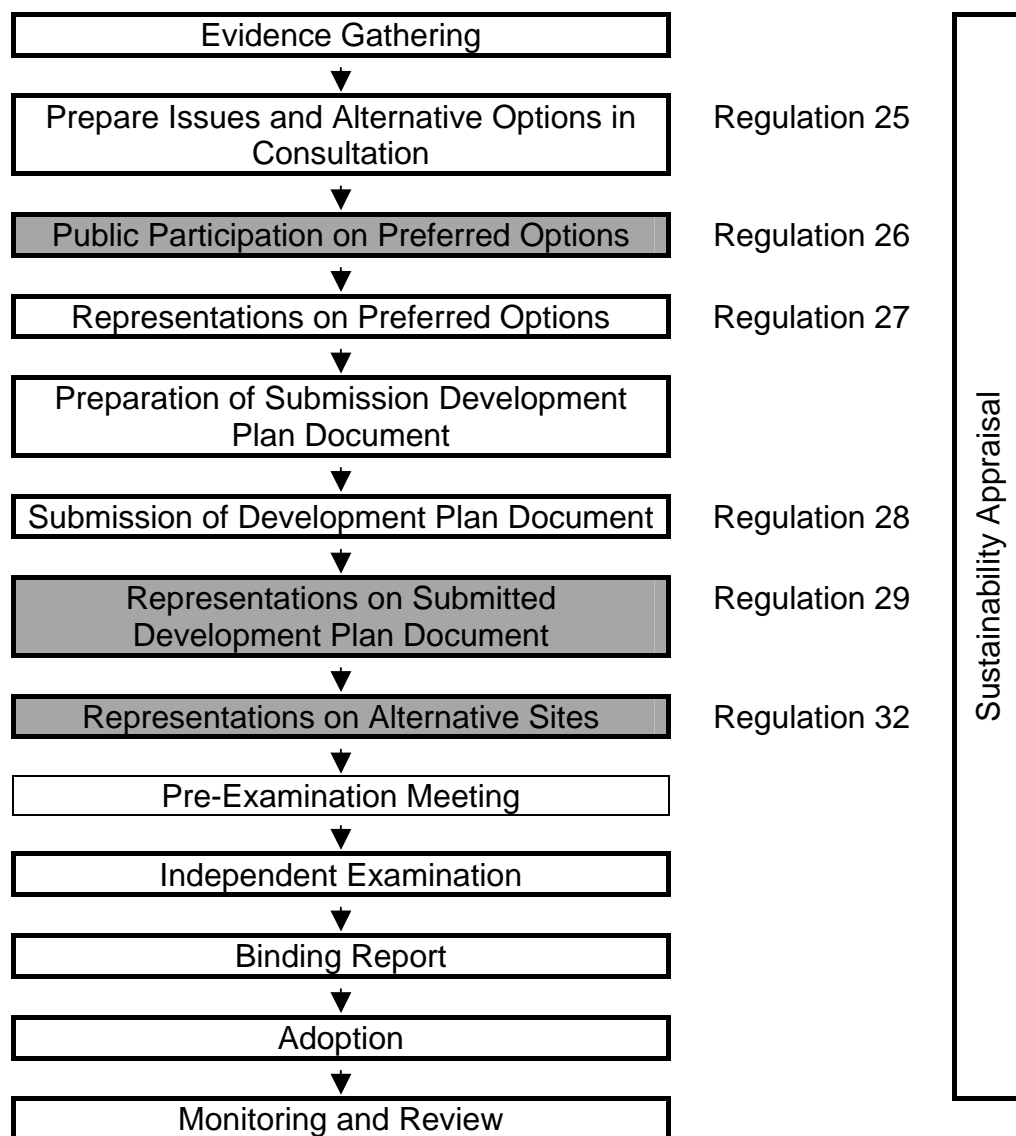 Evidence Gathering
Prepare Issues and Alternative Options in
Consultation
Regulation 25
Public Participation on Preferred Options
Regulation 26
Representations on Preferred Options
Regulation 27
Preparation of Submission Development
Plan Document
Submission of Development Plan Document
Regulation 28
Representations on Submitted
Development Plan Document
Regulation 29
Representations on Alternative Sites
Regulation 32
Pre-Examination Meeting
Independent Examination
Binding Report
Adoption
Monitoring and Review
Sustainability Appraisal